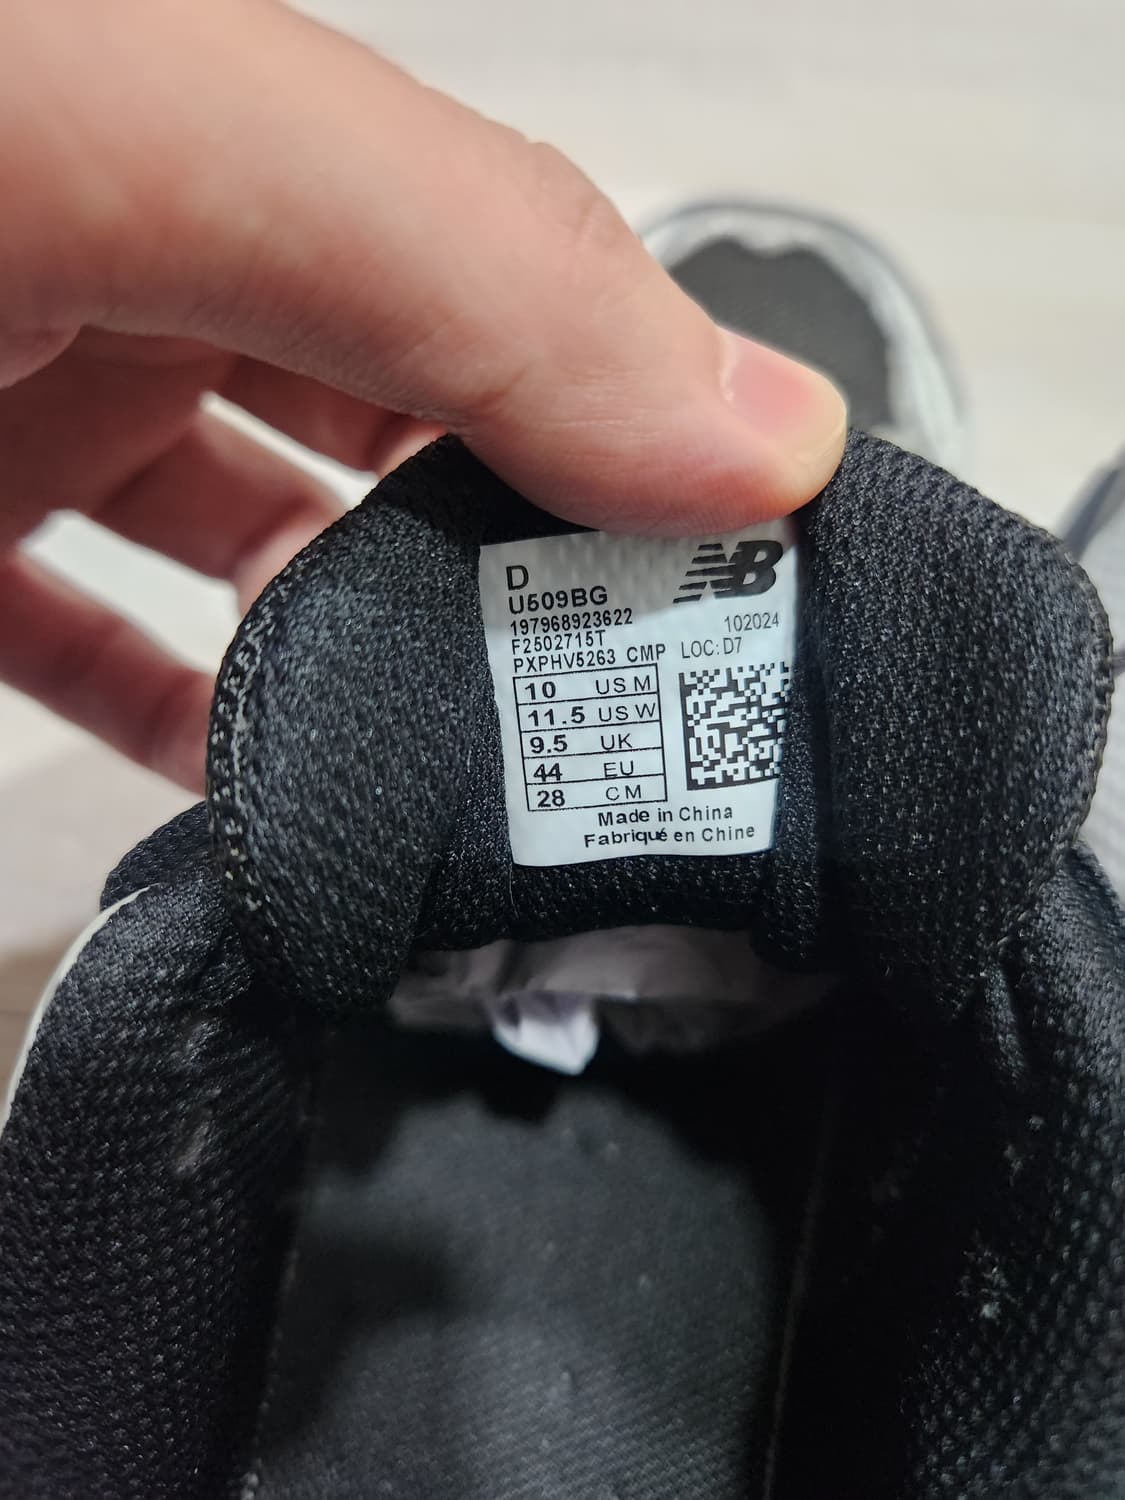 D
NB
U509BG
197968923622
102024
F2502715T
PXPHV5263 CMP LOC:D7
10 US M
11.5 US W
9.5 UK
44 EU
28 CM
Made in China
Fabriqué en Chine